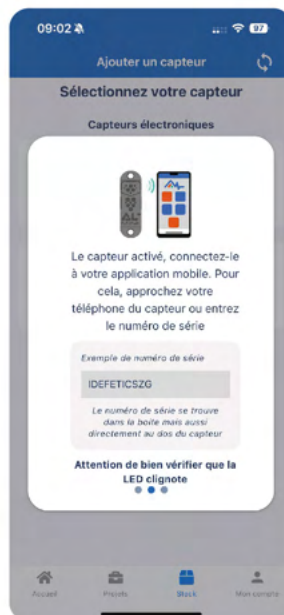 09:02
97
Ajouter un capteur
Sélectionnez votre capteur
Capteurs électroniques
Le capteur activé, connectez-le
à votre application mobile. Pour
cela, approchez votre
téléphone du capteur ou entrez
le numéro de série
Exemple de numéro de série
IDEFETICSZG
Le numéro de série se trouve
dans la boite mais aussi
directement au dos du capteur
Attention de bien vérifier que la
LED clignote
Accueil
Projets
Stock
Mon compte